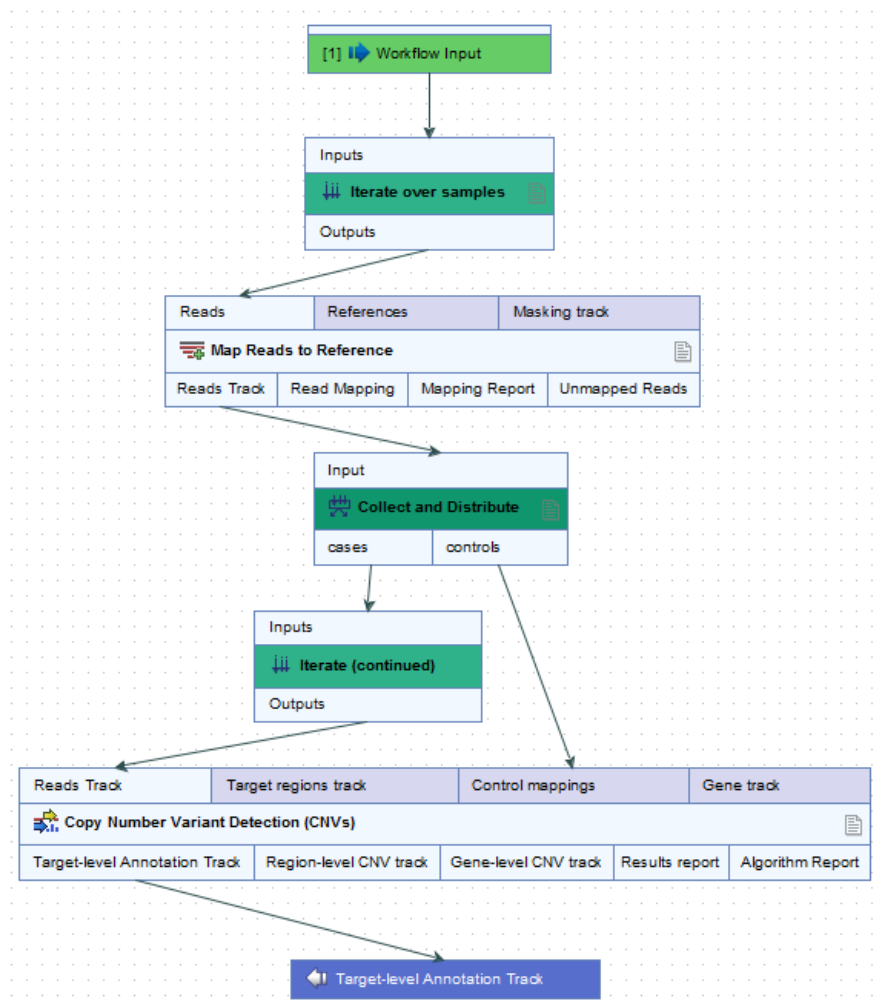 [1] Workflow Input
Inputs
Iterate over samples
Outputs
Reads References Masking track
Map Reads to Reference
Reads Track Read Mapping Mapping Report Unmapped Reads
Input
Collect and Distribute
cases controls
Inputs
Iterate (continued)
Outputs
Reads Track Target regions track Control mappings Gene track
Copy Number Variant Detection (CNVs)
Target-level Annotation Track Region-level CNV track Gene-level CNV track Results report Algorithm Report
Target-level Annotation Track